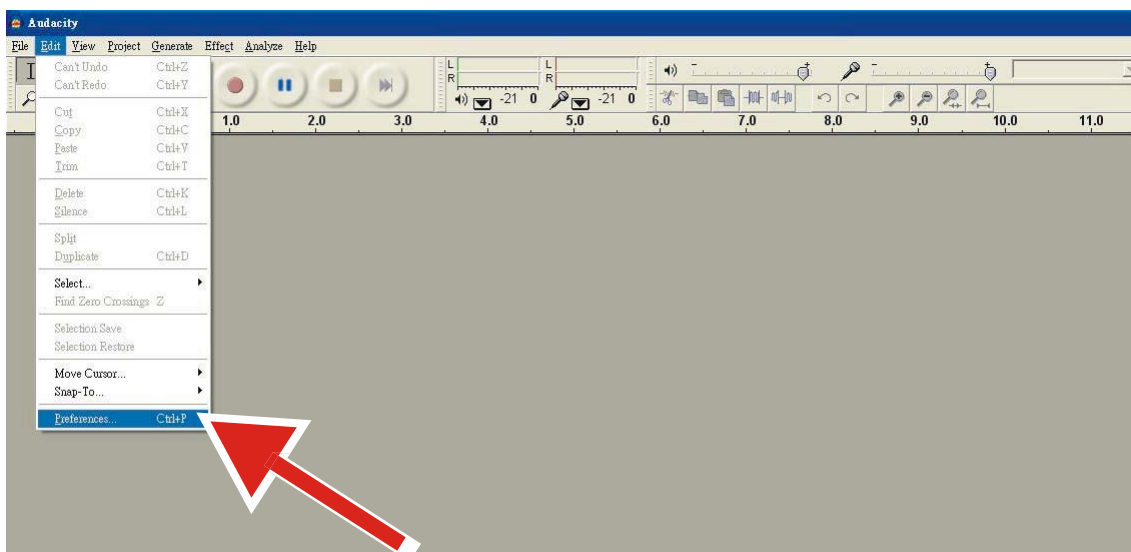 Audacity
File Edit View Project Generate Effect Analyze Help
Can't Undo Ctrl+Z
Can't Redo Ctrl+Y
Cut Ctrl+X
Copy Ctrl+C
Paste Ctrl+V
Trim Ctrl+T
Delete Ctrl+K
Silence Ctrl+L
Split
Duplicate Ctrl+D
Select...
Find Zero Crossings Z
Selection Save
Selection Restore
Move Cursor...
Snap-To...
Preferences... Ctrl+P
L L
R R
-21 0 -21 0
1.0 2.0 3.0 4.0 5.0 6.0 7.0 8.0 9.0 10.0 11.0